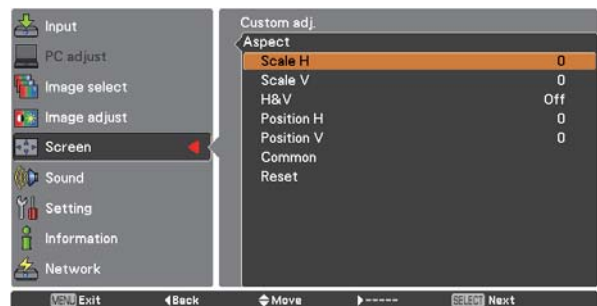 Input
PC adjust
Image select
Image adjust
Screen
Sound
Setting
Information
Network
Custom adj.
Aspect
Scale H 0
Scale V 0
H&V Off
Position H 0
Position V 0
Common
Reset
MENU Exit ◀Back ◆Move ▶----- SELECT Next